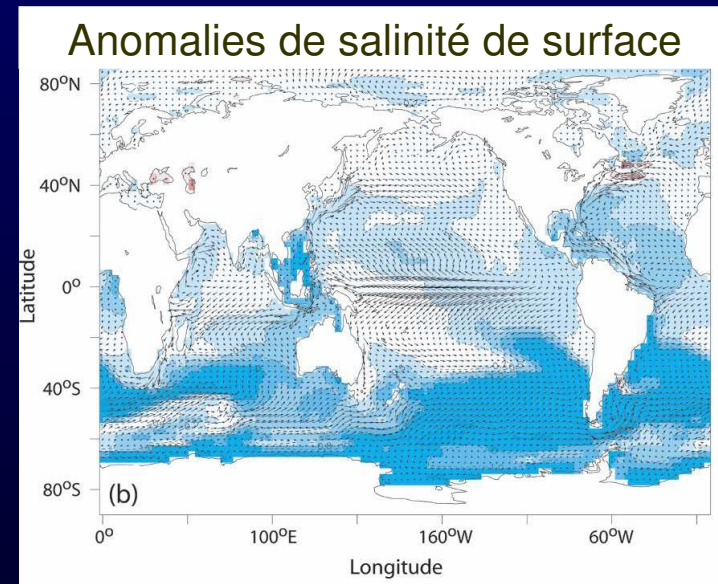 Anomalies de salinité de surface
80°N
40°N
0°
40°S
80°S
Latitude
(b)
0° 100°E 160°W 60°W
Longitude